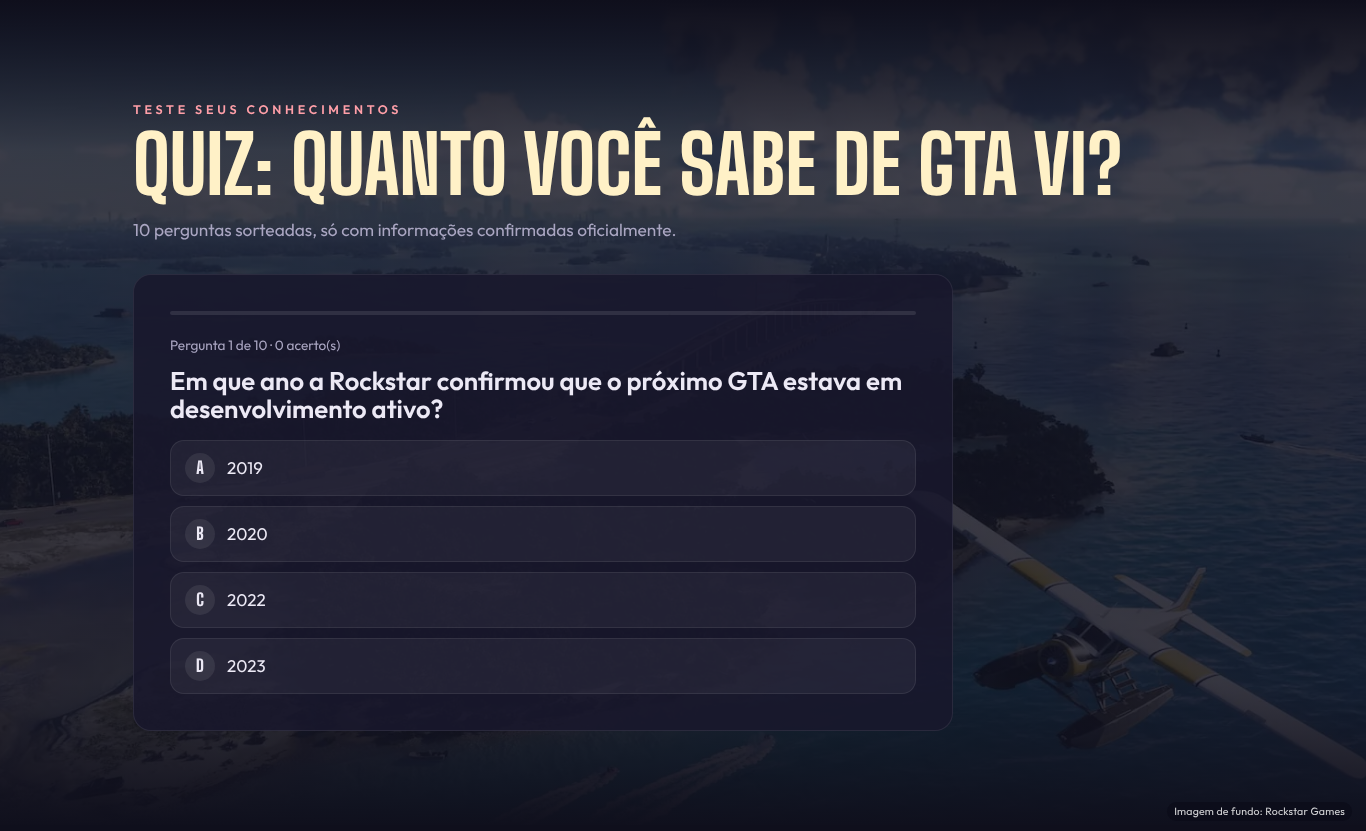 TESTE SEUS CONHECIMENTOS
QUIZ: QUANTO VOCÊ SABE DE GTA VI?
10 perguntas sorteadas, só com informações confirmadas oficialmente.
Pergunta 1 de 10 · 0 acerto(s)
Em que ano a Rockstar confirmou que o próximo GTA estava em
desenvolvimento ativo?
A 2019
B 2020
C 2022
D 2023
Imagem de fundo: Rockstar Games